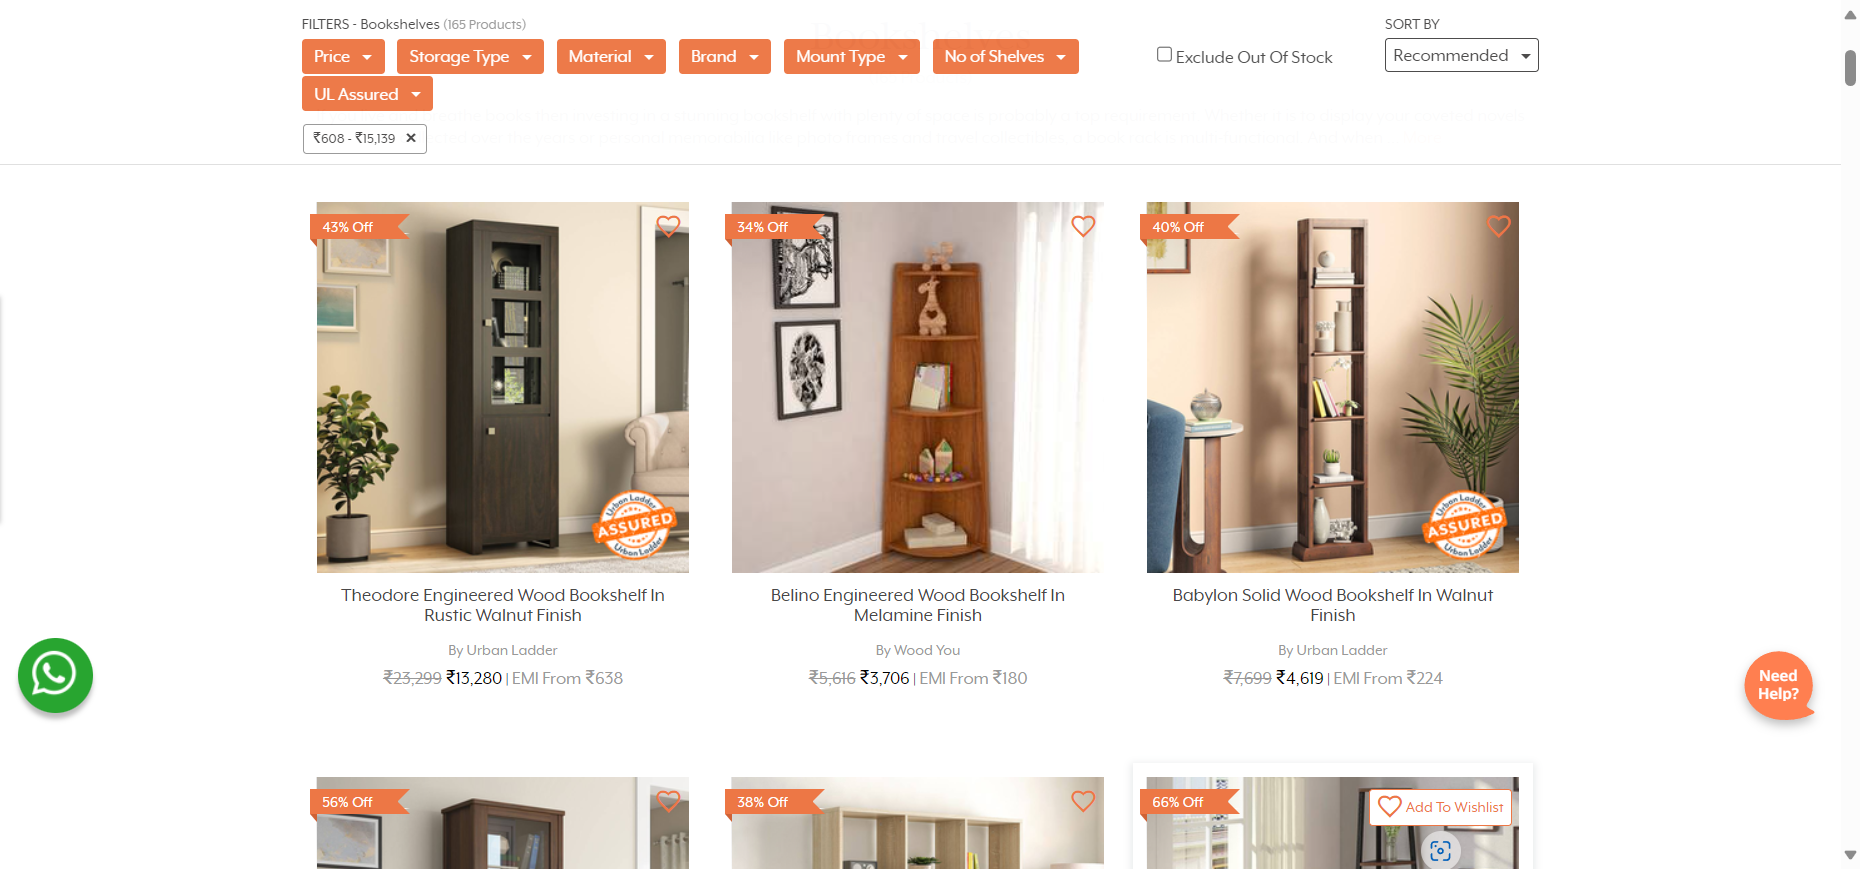 FILTERS - Bookshelves (165 Products)
SORT BY
Price
Storage Type
Material
Brand
Mount Type
No of Shelves
Exclude Out Of Stock
Recommended
UL Assured
₹608 - ₹15,139 ✕
43% Off
34% Off
40% Off
Urban Ladder
ASSURED
Urban Ladder
Urban Ladder
ASSURED
Urban Ladder
Theodore Engineered Wood Bookshelf In
Rustic Walnut Finish
By Urban Ladder
₹23,299 ₹13,280 | EMI From ₹638
Belino Engineered Wood Bookshelf In
Melamine Finish
By Wood You
₹5,616 ₹3,706 | EMI From ₹180
Babylon Solid Wood Bookshelf In Walnut
Finish
By Urban Ladder
₹7,699 ₹4,619 | EMI From ₹224
Need
Help?
56% Off
38% Off
66% Off
Add To Wishlist